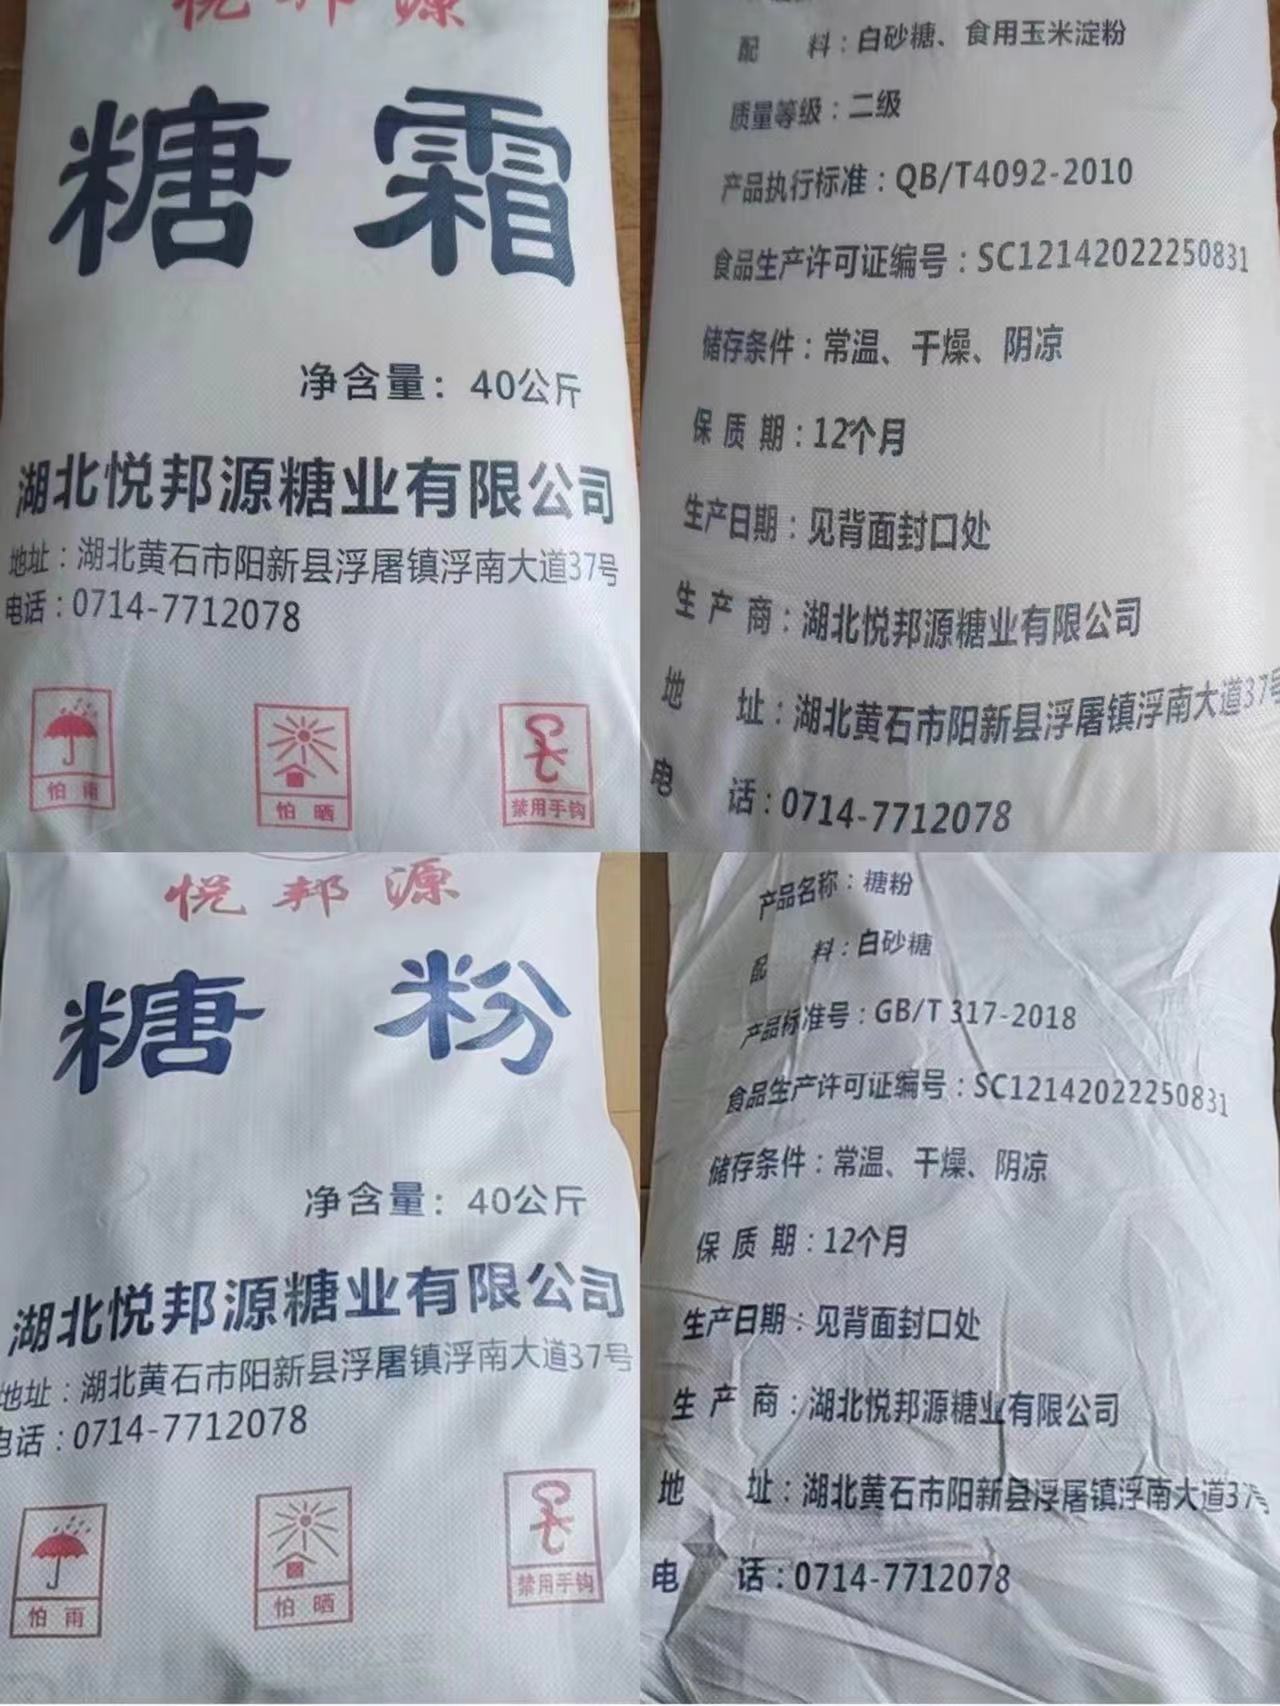 悦邦源
糖霜
净含量：40公斤
湖北悦邦源糖业有限公司
地址：湖北黄石市阳新县浮屠镇浮南大道37号
电话：0714-7712078
怕雨
怕晒
禁用手钩
配料：白砂糖、食用玉米淀粉
质量等级：二级
产品执行标准：QB/T4092-2010
食品生产许可证编号：SC12142022250831
储存条件：常温、干燥、阴凉
保质期：12个月
生产日期：见背面封口处
生产商：湖北悦邦源糖业有限公司
地址：湖北黄石市阳新县浮屠镇浮南大道37号
电话：0714-7712078
悦邦源
糖粉
净含量：40公斤
湖北悦邦源糖业有限公司
地址：湖北黄石市阳新县浮屠镇浮南大道37号
电话：0714-7712078
怕雨
怕晒
禁用手钩
产品名称：糖粉
配料：白砂糖
产品标准号：GB/T 317-2018
食品生产许可证编号：SC12142022250831
储存条件：常温、干燥、阴凉
保质期：12个月
生产日期：见背面封口处
生产商：湖北悦邦源糖业有限公司
地址：湖北黄石市阳新县浮屠镇浮南大道37号
电话：0714-7712078